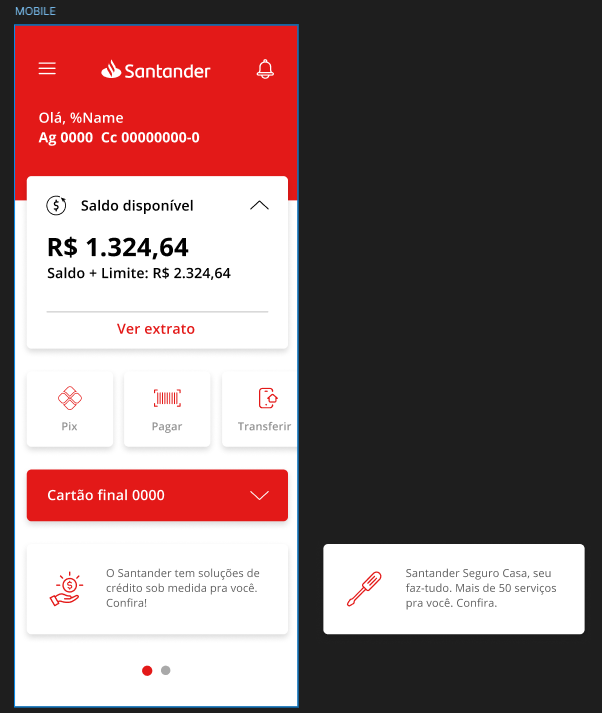 MOBILE
Santander
Olá, %Name
Ag 0000 Cc 00000000-0
Saldo disponível
R$ 1.324,64
Saldo + Limite: R$ 2.324,64
Ver extrato
Pix
Pagar
Transferir
Cartão final 0000
O Santander tem soluções de
crédito sob medida pra você.
Confira!
Santander Seguro Casa, seu
faz-tudo. Mais de 50 serviços
pra você. Confira.